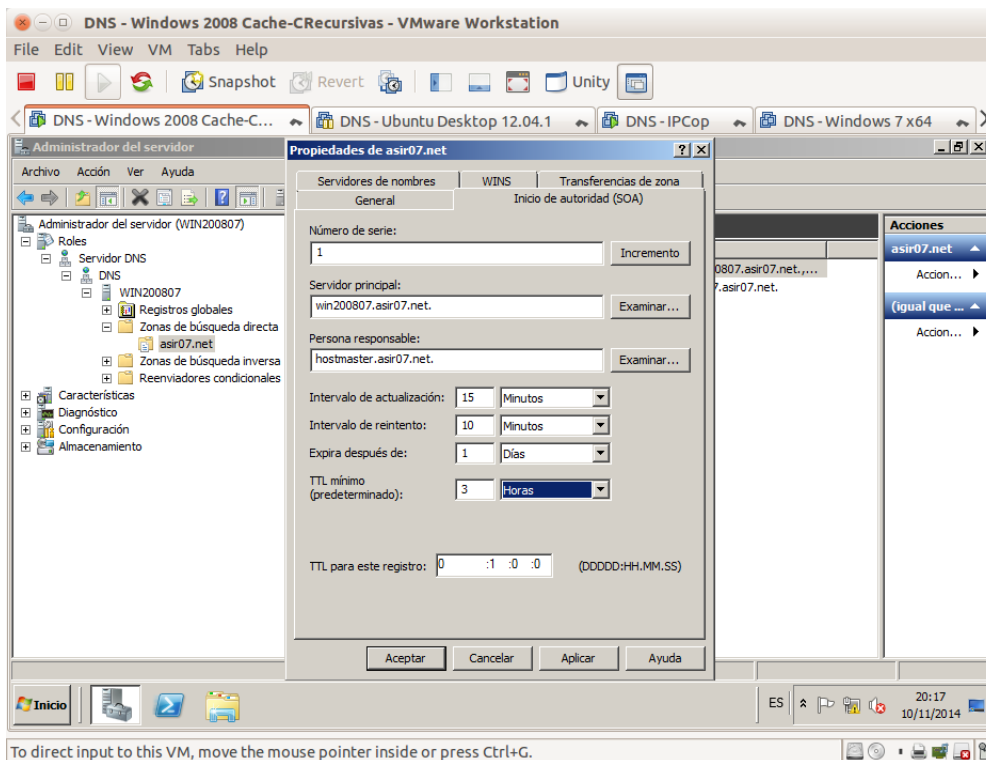 DNS - Windows 2008 Cache-CRecursivas - VMware Workstation
File Edit View VM Tabs Help
Snapshot Revert Unity
DNS - Windows 2008 Cache-C... DNS - Ubuntu Desktop 12.04.1 DNS - IPCop DNS - Windows 7 x64
Administrador del servidor
Archivo Acción Ver Ayuda
Administrador del servidor (WIN200807)
Roles
Servidor DNS
DNS
WIN200807
Registros globales
Zonas de búsqueda directa
asir07.net
Zonas de búsqueda inversa
Reenviadores condicionales
Características
Diagnóstico
Configuración
Almacenamiento
Propiedades de asir07.net
Servidores de nombres WINS Transferencias de zona
General Inicio de autoridad (SOA)
Número de serie:
1 Incremento
Servidor principal:
win200807.asir07.net. Examinar...
Persona responsable:
hostmaster.asir07.net. Examinar...
Intervalo de actualización: 15 Minutos
Intervalo de reintento: 10 Minutos
Expira después de: 1 Días
TTL mínimo
(predeterminado): 3 Horas
TTL para este registro: 0 :1 :0 :0 (DDDDD:HH.MM.SS)
Aceptar Cancelar Aplicar Ayuda
0807.asir07.net.,...
7.asir07.net.
Acciones
asir07.net
Accion...
(igual que ...
Accion...
Inicio
ES
20:17
10/11/2014
To direct input to this VM, move the mouse pointer inside or press Ctrl+G.